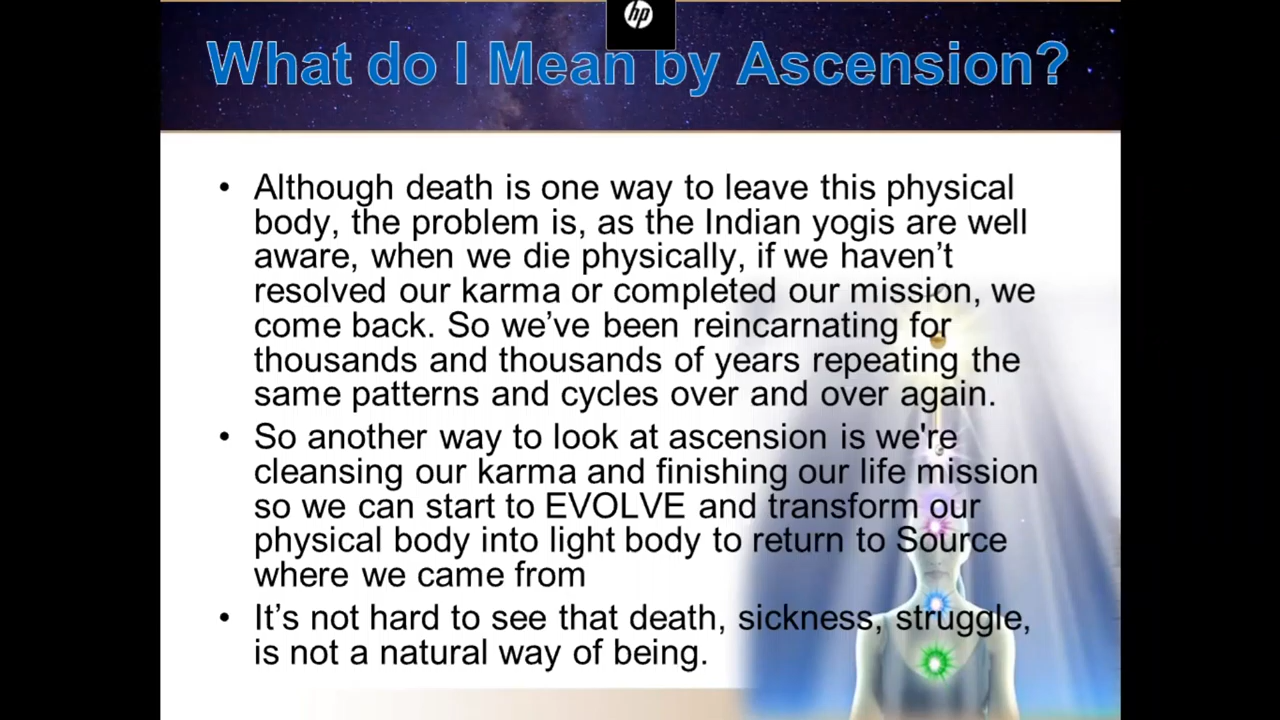 hp
What do I Mean by Ascension?
• Although death is one way to leave this physical
body, the problem is, as the Indian yogis are well
aware, when we die physically, if we haven’t
resolved our karma or completed our mission, we
come back. So we’ve been reincarnating for
thousands and thousands of years repeating the
same patterns and cycles over and over again.
• So another way to look at ascension is we're
cleansing our karma and finishing our life mission
so we can start to EVOLVE and transform our
physical body into light body to return to Source
where we came from
• It’s not hard to see that death, sickness, struggle,
is not a natural way of being.